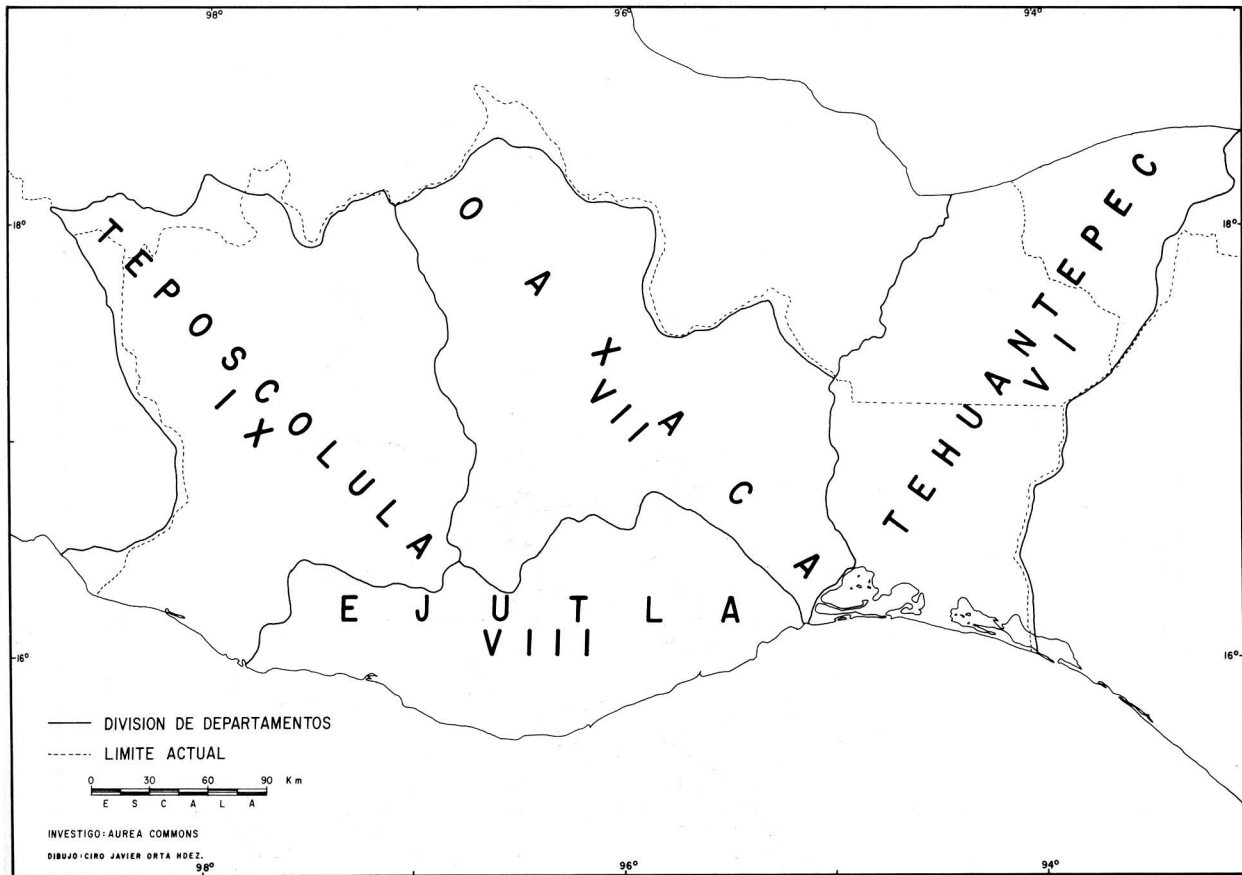 98° 96° 94°
18° 18°
TEPOSCOLULA
IX
OAXACA
VII
TEHUANTEPEC
VI
EJUTLA
VIII
16° 16°
DIVISION DE DEPARTAMENTOS
LIMITE ACTUAL
0 30 60 90 Km
ESCALA
INVESTIGO: AUREA COMMONS
DIBUJO: CIRO JAVIER ORTA HDEZ.
98° 96° 94°